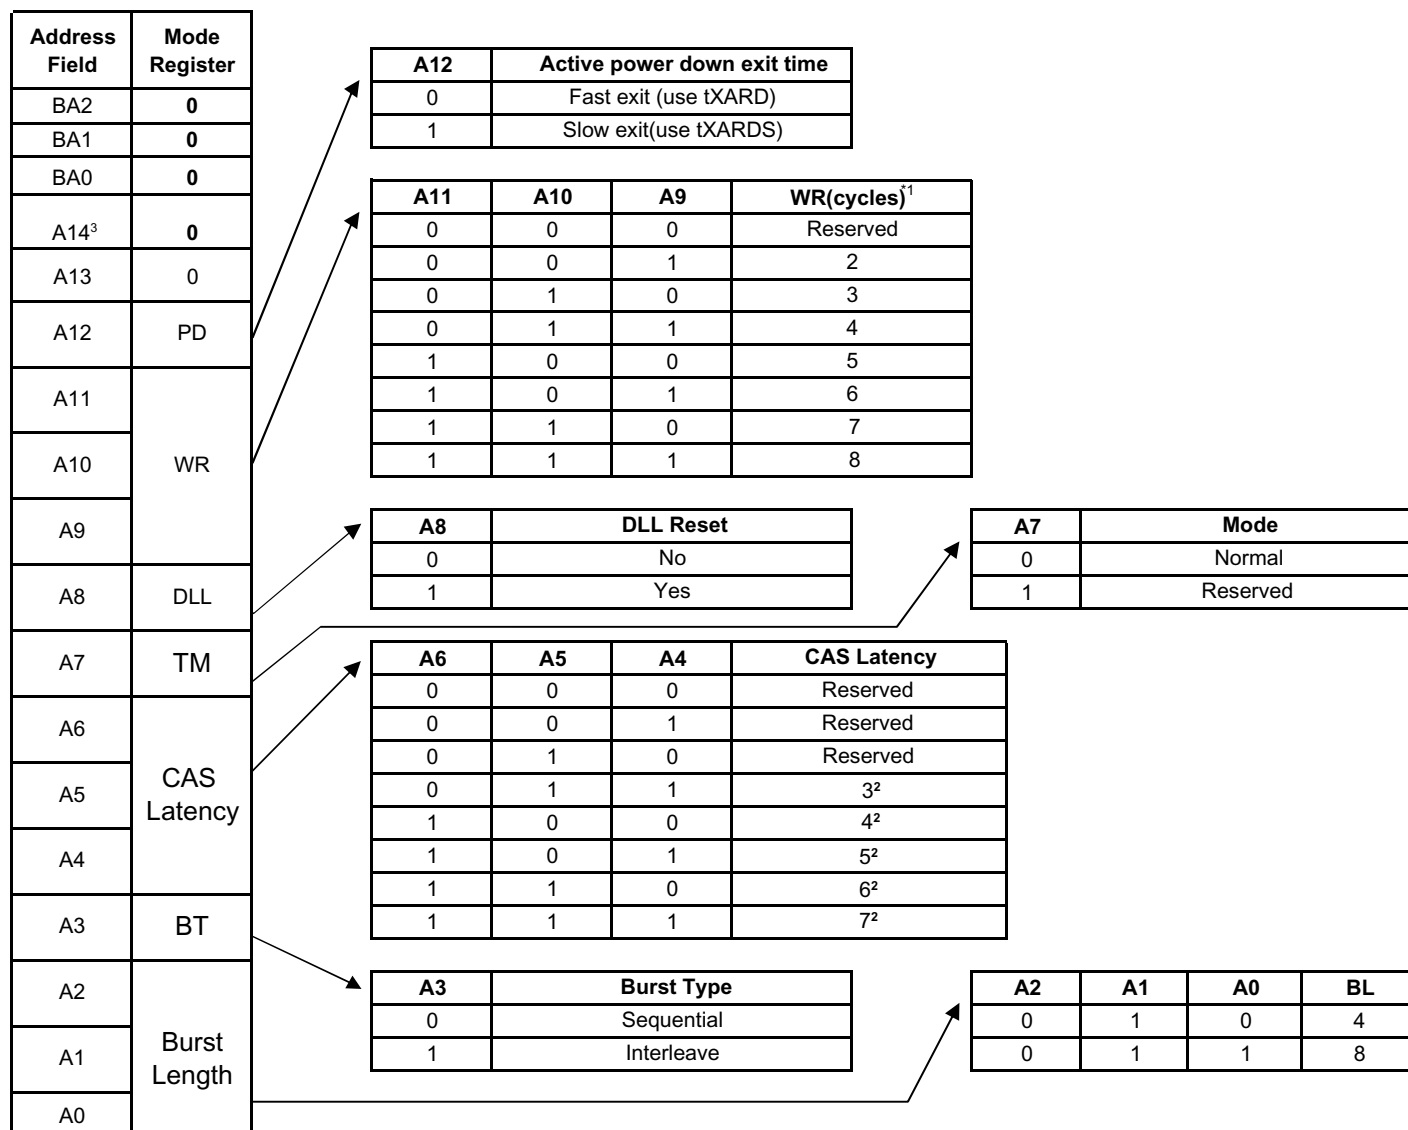 Address Field Mode Register
BA2 0
BA1 0
BA0 0
A14³ 0
A13 0
A12 PD
A11
A10 WR
A9
A8 DLL
A7 TM
A6
A5 CAS Latency
A4
A3 BT
A2
A1 Burst Length
A0
A12 Active power down exit time
0 Fast exit (use tXARD)
1 Slow exit(use tXARDS)
A11 A10 A9 WR(cycles)*1
0 0 0 Reserved
0 0 1 2
0 1 0 3
0 1 1 4
1 0 0 5
1 0 1 6
1 1 0 7
1 1 1 8
A8 DLL Reset
0 No
1 Yes
A7 Mode
0 Normal
1 Reserved
A6 A5 A4 CAS Latency
0 0 0 Reserved
0 0 1 Reserved
0 1 0 Reserved
0 1 1 3²
1 0 0 4²
1 0 1 5²
1 1 0 6²
1 1 1 7²
A3 Burst Type
0 Sequential
1 Interleave
A2 A1 A0 BL
0 1 0 4
0 1 1 8